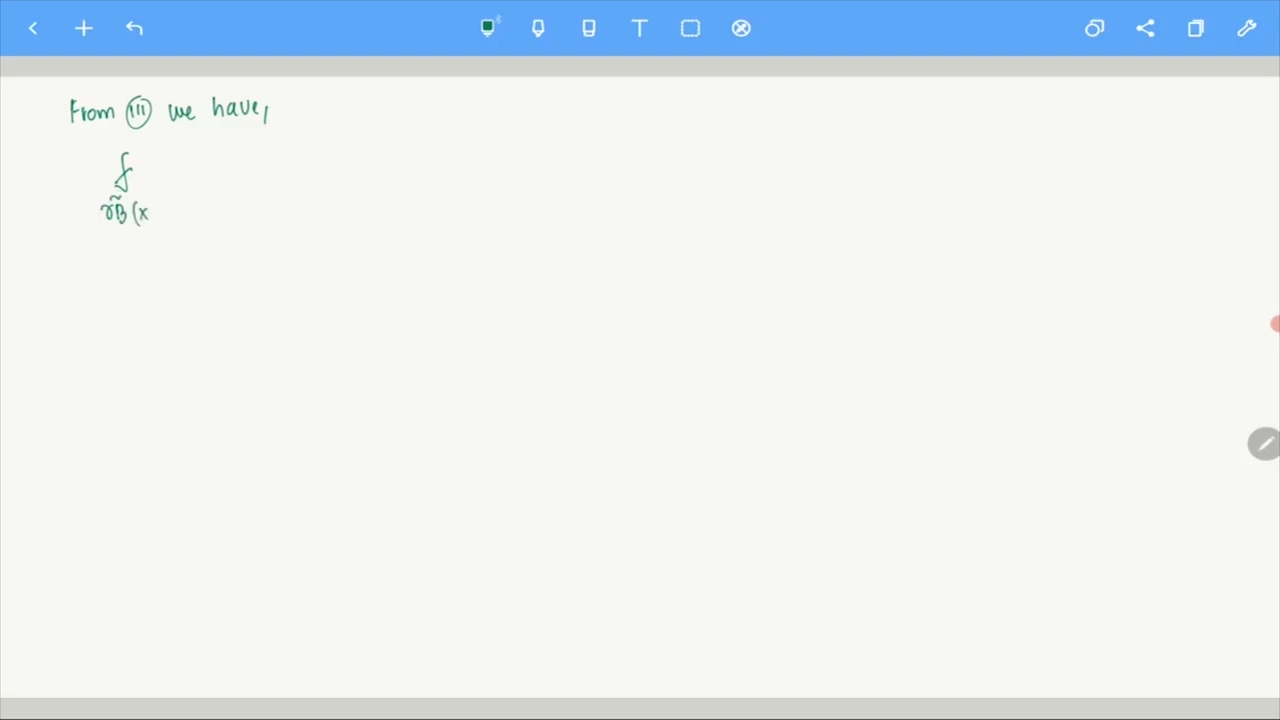 From (III) we have,
∫
∂B̃(x
T